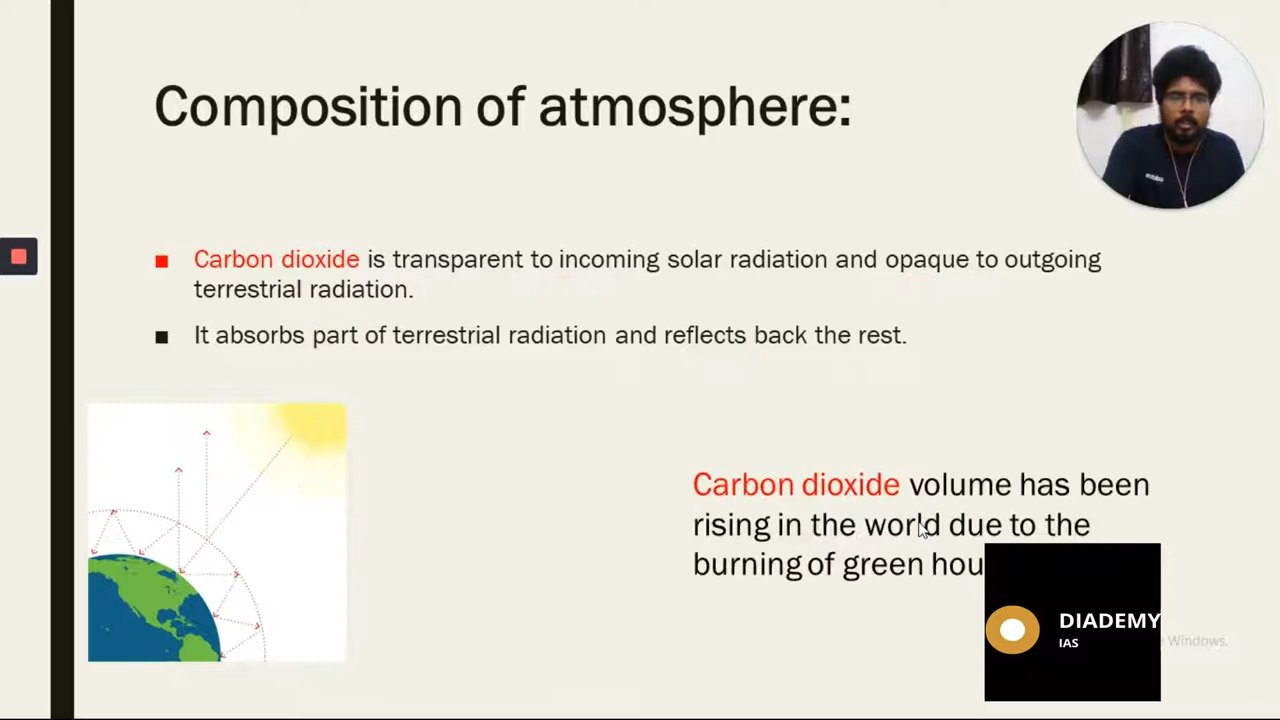 Composition of atmosphere:
Carbon dioxide is transparent to incoming solar radiation and opaque to outgoing
terrestrial radiation.
It absorbs part of terrestrial radiation and reflects back the rest.
Carbon dioxide volume has been
rising in the world due to the
burning of green hou
DIADEMY
IAS
Windows.